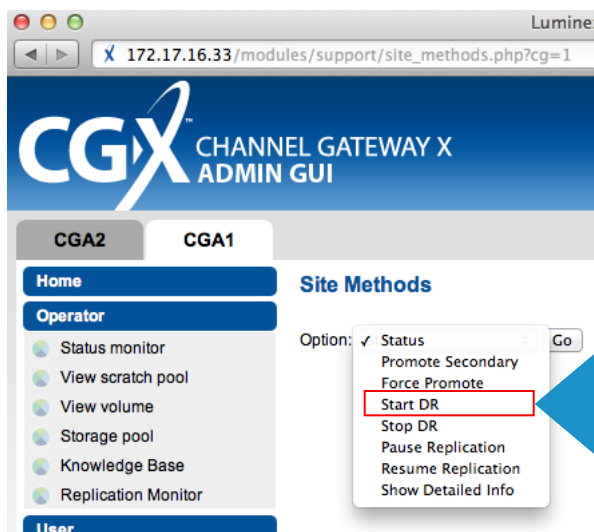 Lumine
172.17.16.33/modules/support/site_methods.php?cg=1
CGX™ CHANNEL GATEWAY X
ADMIN GUI
CGA2 CGA1
Home
Operator
Status monitor
View scratch pool
View volume
Storage pool
Knowledge Base
Replication Monitor
User
Site Methods
Option: ✓ Status Go
Promote Secondary
Force Promote
Start DR
Stop DR
Pause Replication
Resume Replication
Show Detailed Info